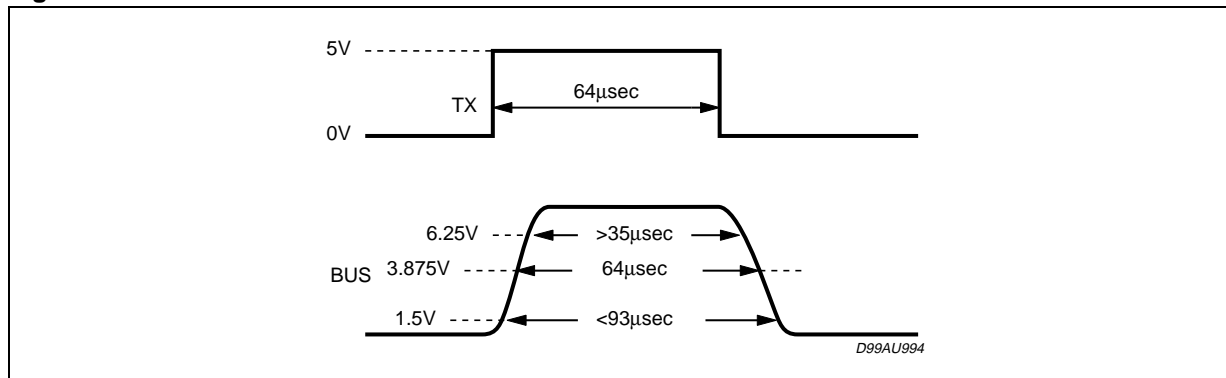 5V
TX
64μsec
0V
6.25V
>35μsec
BUS
3.875V
64μsec
1.5V
<93μsec
D99AU994